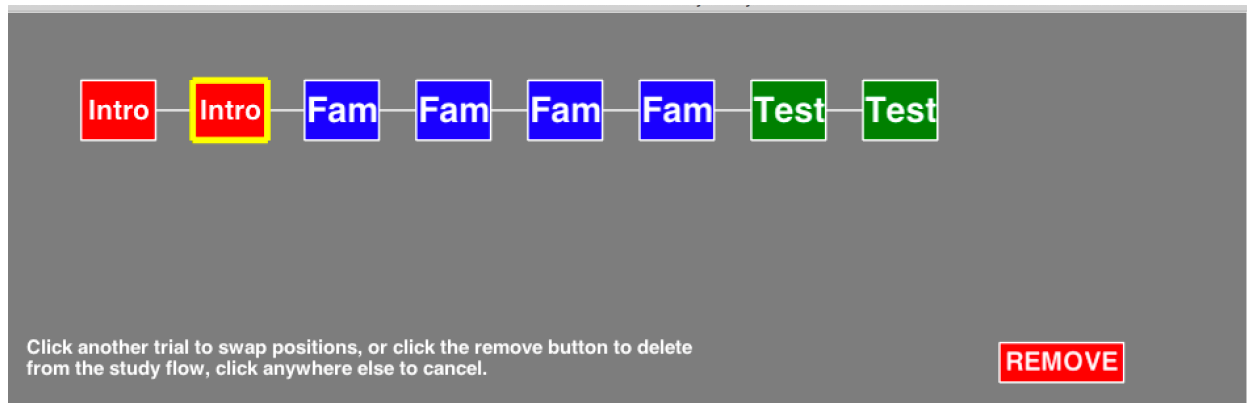 Intro Intro Fam Fam Fam Fam Test Test
Click another trial to swap positions, or click the remove button to delete
from the study flow, click anywhere else to cancel.
REMOVE